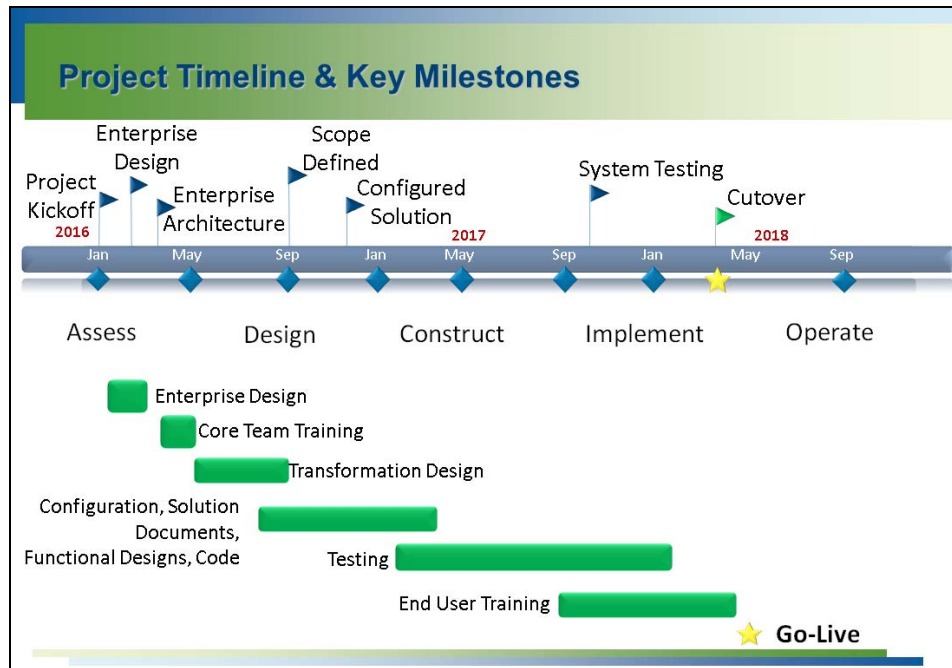 Project Timeline & Key Milestones
Enterprise
Design
Scope
Defined
System Testing
Project
Kickoff
Enterprise
Architecture
Configured
Solution
Cutover
2016
2017
2018
Jan
May
Sep
Jan
May
Sep
Jan
May
Sep
Assess
Design
Construct
Implement
Operate
Enterprise Design
Core Team Training
Transformation Design
Configuration, Solution
Documents,
Functional Designs, Code
Testing
End User Training
Go-Live